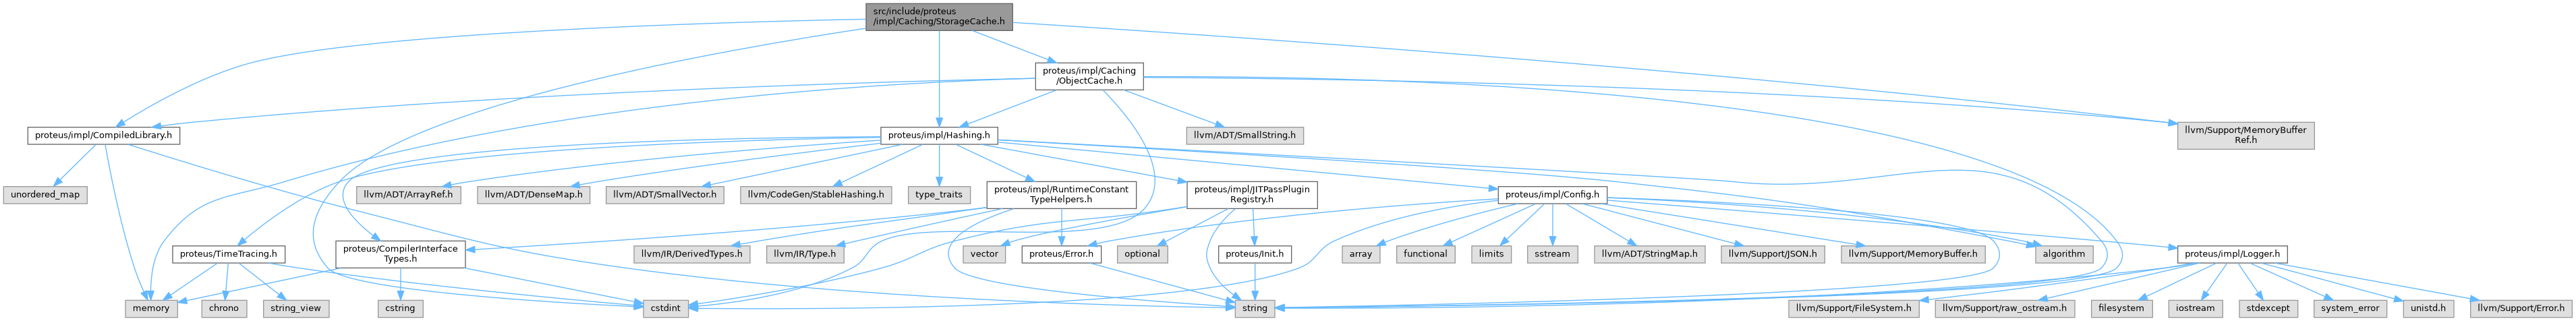 src/include/proteus
/impl/Caching/StorageCache.h
proteus/impl/Caching
/ObjectCache.h
proteus/impl/CompiledLibrary.h
proteus/impl/Hashing.h
llvm/ADT/SmallString.h
llvm/Support/MemoryBuffer
Ref.h
unordered_map
llvm/ADT/ArrayRef.h
llvm/ADT/DenseMap.h
llvm/ADT/SmallVector.h
llvm/CodeGen/StableHashing.h
type_traits
proteus/impl/RuntimeConstant
TypeHelpers.h
proteus/impl/JITPassPlugin
Registry.h
proteus/impl/Config.h
proteus/TimeTracing.h
proteus/CompilerInterface
Types.h
llvm/IR/DerivedTypes.h
llvm/IR/Type.h
vector
proteus/Error.h
optional
proteus/Init.h
array
functional
limits
sstream
llvm/ADT/StringMap.h
llvm/Support/JSON.h
llvm/Support/MemoryBuffer.h
algorithm
proteus/impl/Logger.h
memory
chrono
string_view
cstring
cstdint
string
llvm/Support/FileSystem.h
llvm/Support/raw_ostream.h
filesystem
iostream
stdexcept
system_error
unistd.h
llvm/Support/Error.h